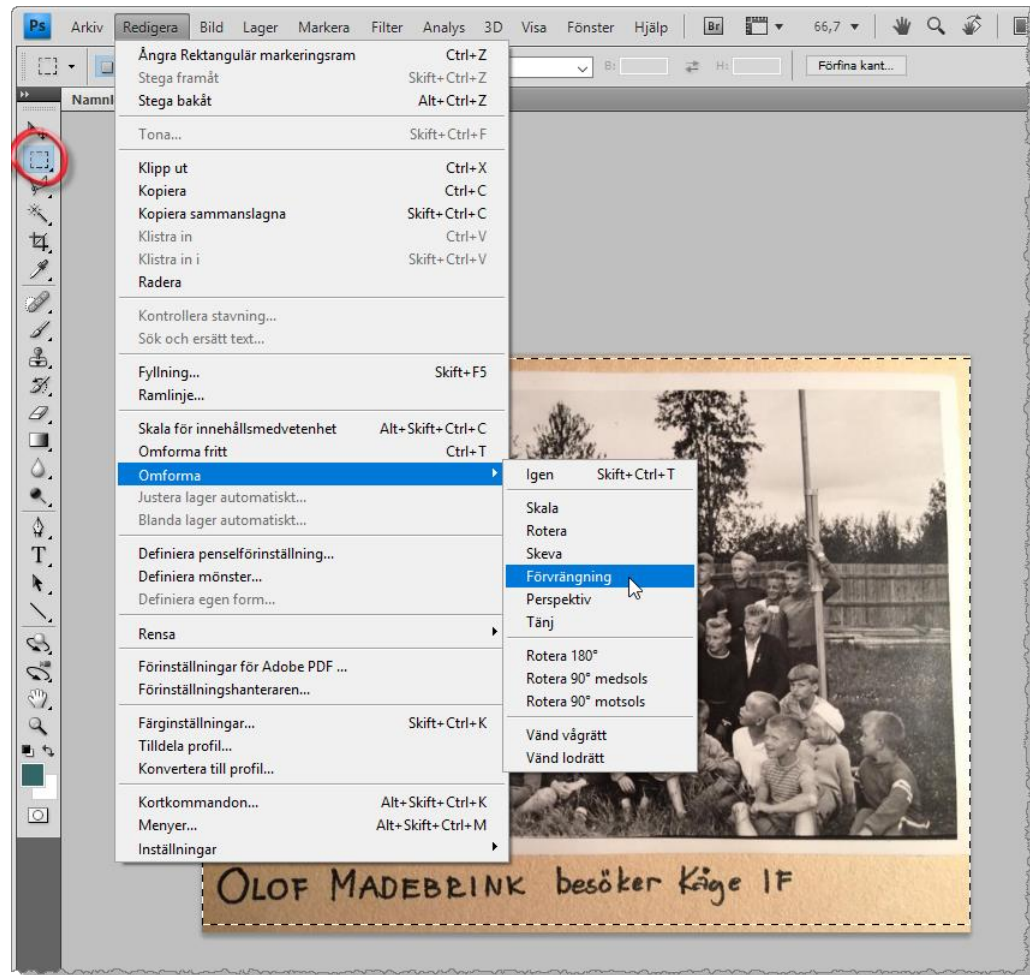 Ps Arkiv Redigera Bild Lager Markera Filter Analys 3D Visa Fönster Hjälp Br 66,7
B: H: Förfina kant...
Namnl
Ångra Rektangulär markeringsram Ctrl+Z
Stega framåt Skift+Ctrl+Z
Stega bakåt Alt+Ctrl+Z
Tona... Skift+Ctrl+F
Klipp ut Ctrl+X
Kopiera Ctrl+C
Kopiera sammanslagna Skift+Ctrl+C
Klistra in Ctrl+V
Klistra in i Skift+Ctrl+V
Radera
Kontrollera stavning...
Sök och ersätt text...
Fyllning... Skift+F5
Ramlinje...
Skala för innehållsmedvetenhet Alt+Skift+Ctrl+C
Omforma fritt Ctrl+T
Omforma
Justera lager automatiskt...
Blanda lager automatiskt...
Definiera penselförinställning...
Definiera mönster...
Definiera egen form...
Rensa
Förinställningar för Adobe PDF ...
Förinställningshanteraren...
Färginställningar... Skift+Ctrl+K
Tilldela profil...
Konvertera till profil...
Kortkommandon... Alt+Skift+Ctrl+K
Menyer... Alt+Skift+Ctrl+M
Inställningar
Igen Skift+Ctrl+T
Skala
Rotera
Skeva
Förvrängning
Perspektiv
Tänj
Rotera 180°
Rotera 90° medsols
Rotera 90° motsols
Vänd vågrätt
Vänd lodrätt
OLOF MADEBRINK besöker Kåge IF